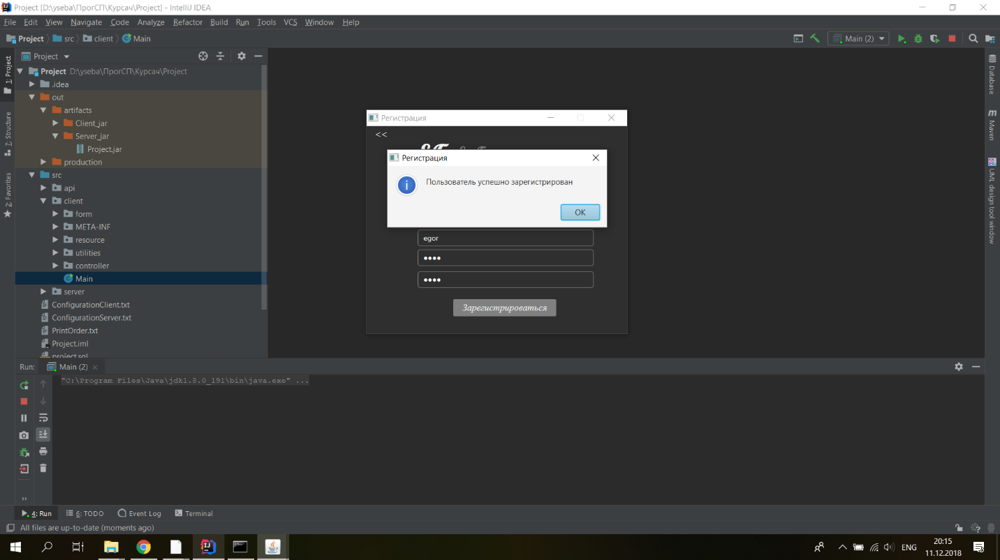 Project [D:\yseba\ПрогСП\Курсач\Project] - IntelliJ IDEA
File Edit View Navigate Code Analyze Refactor Build Run Tools VCS Window Help
Project src client Main
Main (2)
Project
1: Project
7: Structure
2: Favorites
Project D:\yseba\ПрогСП\Курсач\Project
.idea
out
artifacts
Client_jar
Server_jar
Project.jar
production
src
api
client
form
META-INF
resource
utilities
controller
Main
server
ConfigurationClient.txt
ConfigurationServer.txt
PrintOrder.txt
Project.iml
project.sql
Database
Maven
UML design tool window
Регистрация
<<
Регистрация
Пользователь успешно зарегистрирован
OK
egor
Зарегистрироваться
Run: Main (2)
"C:\Program Files\Java\jdk1.8.0_191\bin\java.exe" ...
4: Run 6: TODO Event Log Terminal
All files are up-to-date (moments ago)
ENG
20:15
11.12.2018